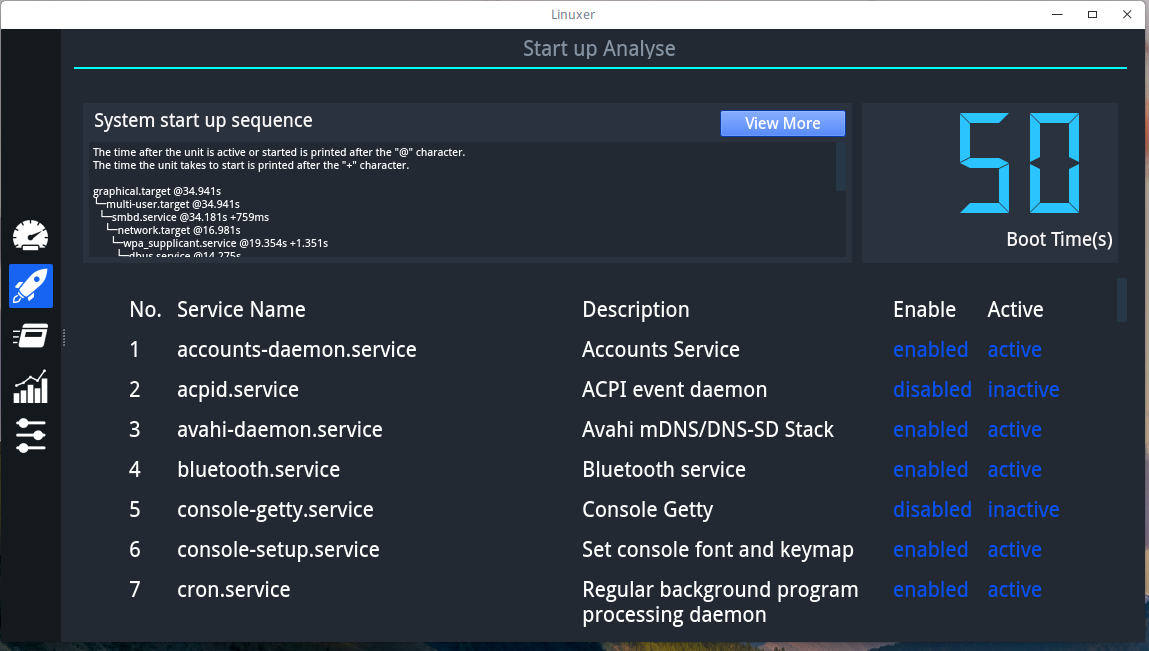 Linuxer
Start up Analyse
System start up sequence
View More
The time after the unit is active or started is printed after the "@" character.
The time the unit takes to start is printed after the "+" character.
graphical.target @34.941s
└─multi-user.target @34.941s
└─smbd.service @34.181s +759ms
└─network.target @16.981s
└─wpa_supplicant.service @19.354s +1.351s
└─dbus.service @14.275s
50
Boot Time(s)
No. Service Name Description Enable Active
1 accounts-daemon.service Accounts Service enabled active
2 acpid.service ACPI event daemon disabled inactive
3 avahi-daemon.service Avahi mDNS/DNS-SD Stack enabled active
4 bluetooth.service Bluetooth service enabled active
5 console-getty.service Console Getty disabled inactive
6 console-setup.service Set console font and keymap enabled active
7 cron.service Regular background program enabled active
processing daemon